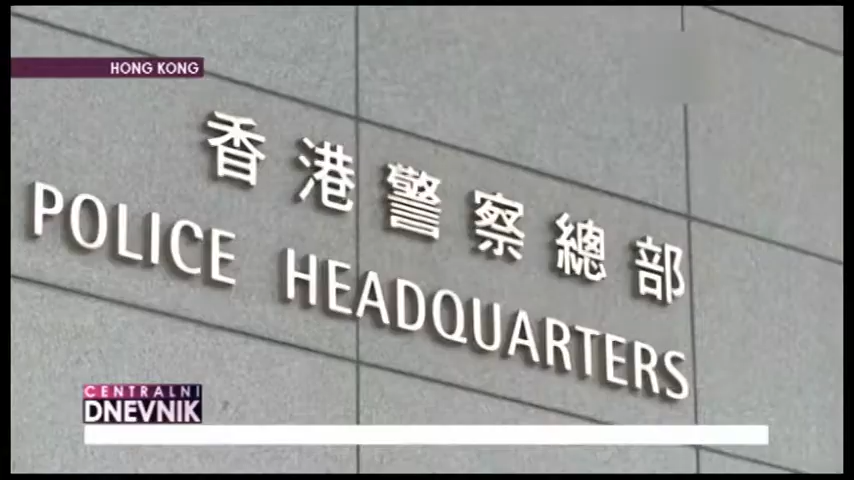 HONG KONG
香港警察總部
POLICE HEADQUARTERS
CENTRALNI
DNEVNIK